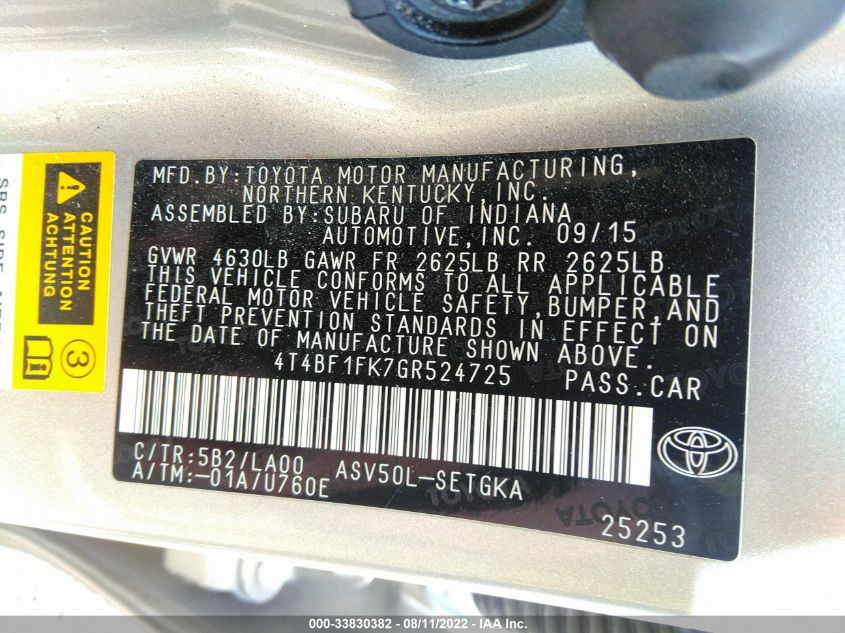 MFD.BY:TOYOTA MOTOR MANUFACTURING,
NORTHERN KENTUCKY,INC.
ASSEMBLED BY:SUBARU OF INDIANA
AUTOMOTIVE,INC. 09/15
GVWR 4630LB GAWR FR 2625LB RR 2625LB
THIS VEHICLE CONFORMS TO ALL APPLICABLE
FEDERAL MOTOR VEHICLE SAFETY,BUMPER,AND
THEFT PREVENTION STANDARDS IN EFFECT ON
THE DATE OF MANUFACTURE SHOWN ABOVE.
4T4BF1FK7GR524725 PASS.CAR
C/TR:5B2/LA00 ASV50L-SETGKA
A/TM:-01A/U760E
25253
CAUTION
ATTENTION
ACHTUNG
3
SRS SIDE
000-33830382 - 08/11/2022 - IAA Inc.